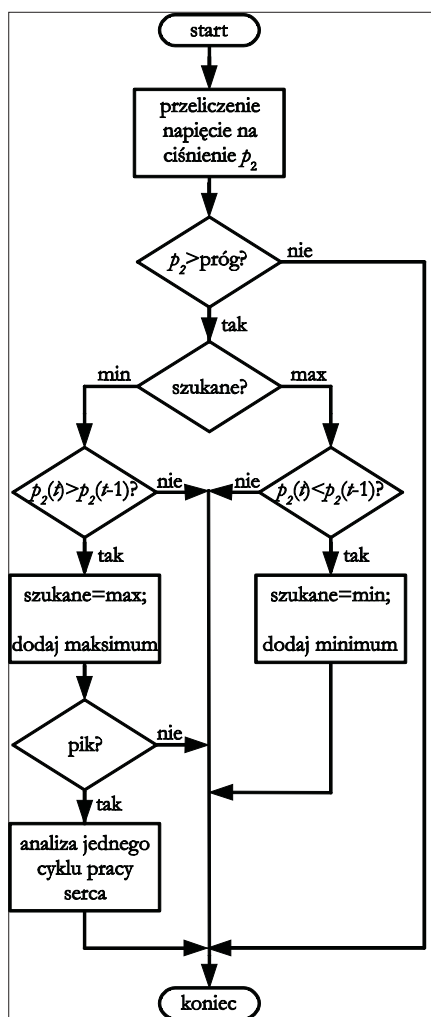 start
przeliczenie
napięcie na
ciśnienie p₂
p₂>próg?
nie
tak
min
szukane?
max
p₂(t)>p₂(t-1)?
nie
nie
p₂(t)<p₂(t-1)?
tak
tak
szukane=max;
dodaj maksimum
szukane=min;
dodaj minimum
pik?
nie
tak
analiza jednego
cyklu pracy
serca
koniec